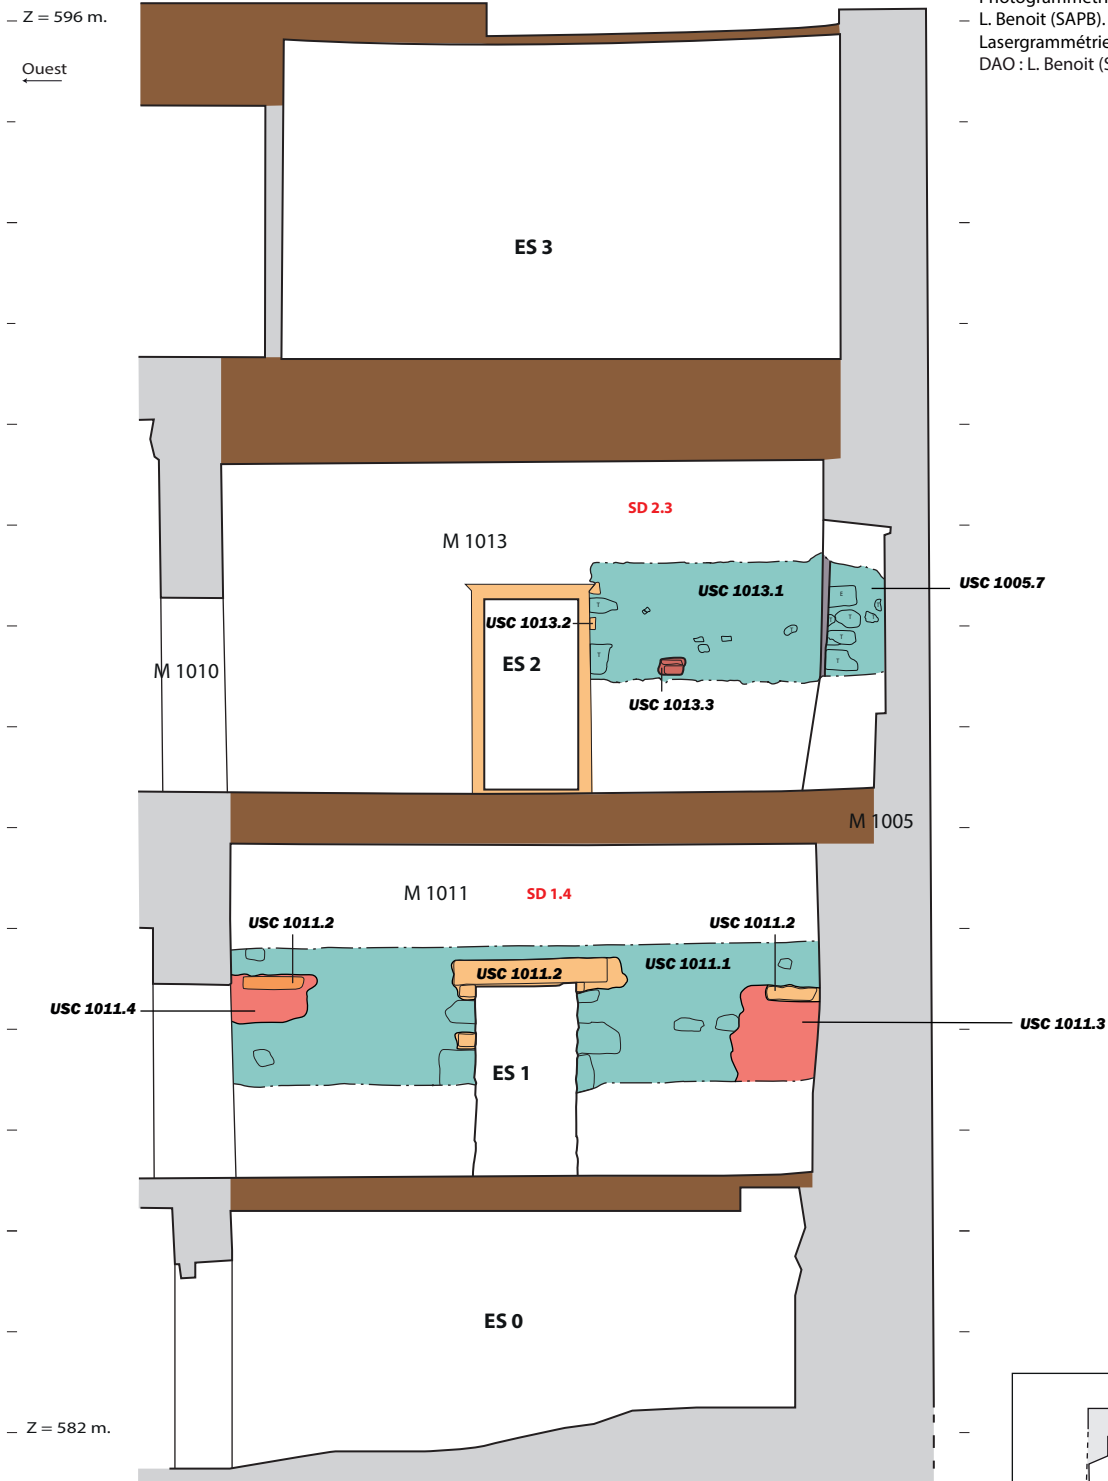 Z = 596 m.
L. Benoit (SAPB).
Lasergrammétrie
DAO : L. Benoit (S
Ouest
ES 3
SD 2.3
M 1013
USC 1013.1
USC 1005.7
E
T
T
T
T
T
T
T
USC 1013.2
ES 2
M 1010
USC 1013.3
M 1005
M 1011
SD 1.4
USC 1011.2
USC 1011.2
USC 1011.1
USC 1011.2
USC 1011.4
USC 1011.3
ES 1
ES 0
Z = 582 m.